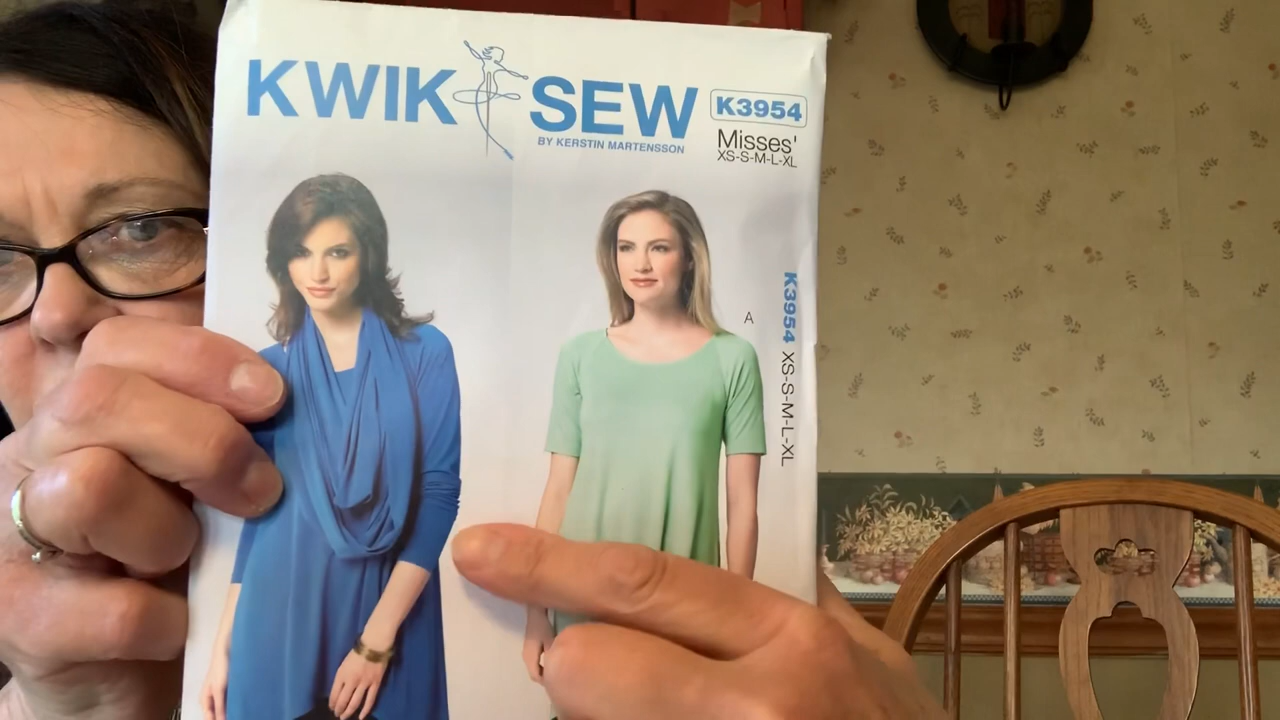 KWIK SEW
BY KERSTIN MARTENSSON
K3954
Misses'
XS-S-M-L-XL
A
K3954 XS-S-M-L-XL